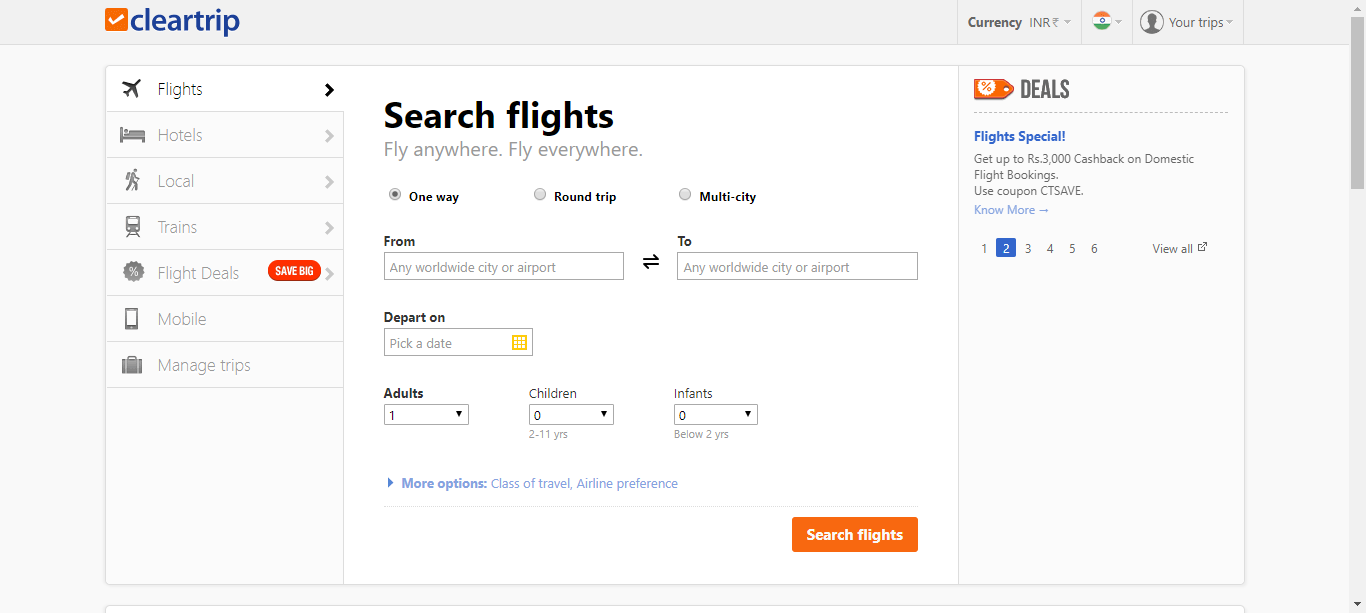 cleartrip
Currency INR ₹
Your trips
Flights
Hotels
Local
Trains
Flight Deals SAVE BIG
Mobile
Manage trips
Search flights
Fly anywhere. Fly everywhere.
One way Round trip Multi-city
From To
Any worldwide city or airport Any worldwide city or airport
Depart on
Pick a date
Adults Children Infants
1 0 0
2-11 yrs Below 2 yrs
More options: Class of travel, Airline preference
Search flights
% DEALS
Flights Special!
Get up to Rs.3,000 Cashback on Domestic
Flight Bookings.
Use coupon CTSAVE.
Know More →
1 2 3 4 5 6 View all